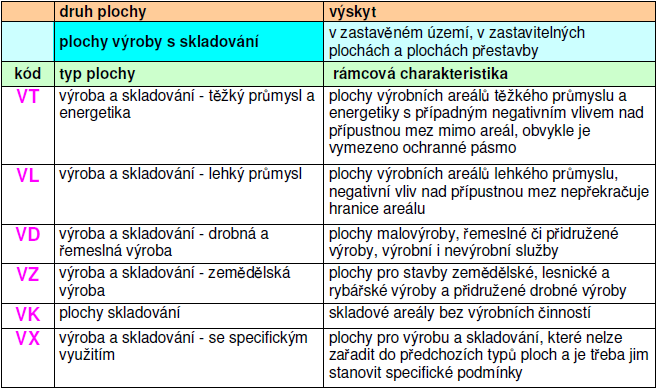 druh plochy výskyt
plochy výroby s skladování v zastavěném území, v zastavitelných
plochách a plochách přestavby
kód typ plochy rámcová charakteristika
VT výroba a skladování - těžký průmysl a plochy výrobních areálů těžkého průmyslu a
energetika energetiky s případným negativním vlivem nad
přípustnou mez mimo areál, obvykle je
vymezeno ochranné pásmo
VL výroba a skladování - lehký průmysl plochy výrobních areálů lehkého průmyslu,
negativní vliv nad přípustnou mez nepřekračuje
hranice areálu
VD výroba a skladování - drobná a plochy malovýroby, řemeslné či přidružené
řemeslná výroba výroby, výrobní i nevýrobní služby
VZ výroba a skladování - zemědělská plochy pro stavby zemědělské, lesnické a
výroba rybářské výroby a přidružené drobné výroby
VK plochy skladování skladové areály bez výrobních činností
VX výroba a skladování - se specifickým plochy pro výrobu a skladování, které nelze
využitím zařadit do předchozích typů ploch a je třeba jim
stanovit specifické podmínky